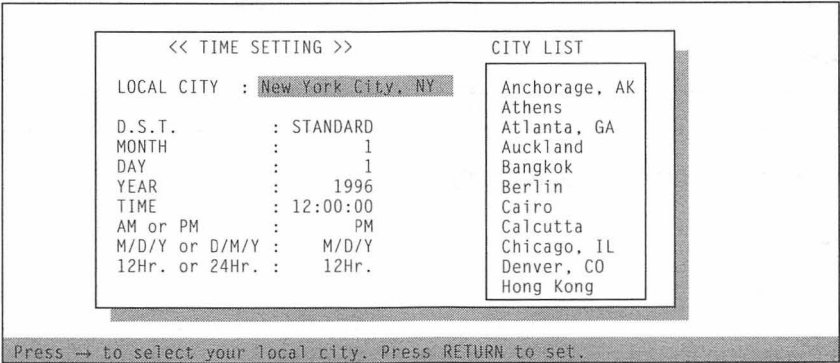 << TIME SETTING >>
LOCAL CITY : New York City, NY
D.S.T. : STANDARD
MONTH : 1
DAY : 1
YEAR : 1996
TIME : 12:00:00
AM or PM : PM
M/D/Y or D/M/Y : M/D/Y
12Hr. or 24Hr. : 12Hr.
CITY LIST
Anchorage, AK
Athens
Atlanta, GA
Auckland
Bangkok
Berlin
Cairo
Calcutta
Chicago, IL
Denver, CO
Hong Kong
Press → to select your local city. Press RETURN to set.